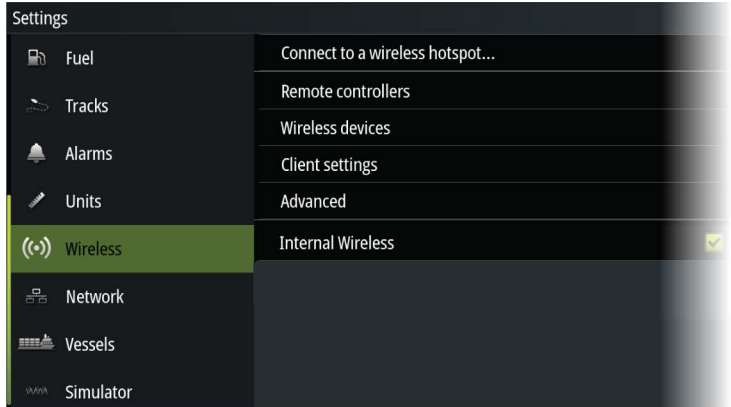 Settings
Fuel
Tracks
Alarms
Units
Wireless
Network
Vessels
Simulator
Connect to a wireless hotspot...
Remote controllers
Wireless devices
Client settings
Advanced
Internal Wireless